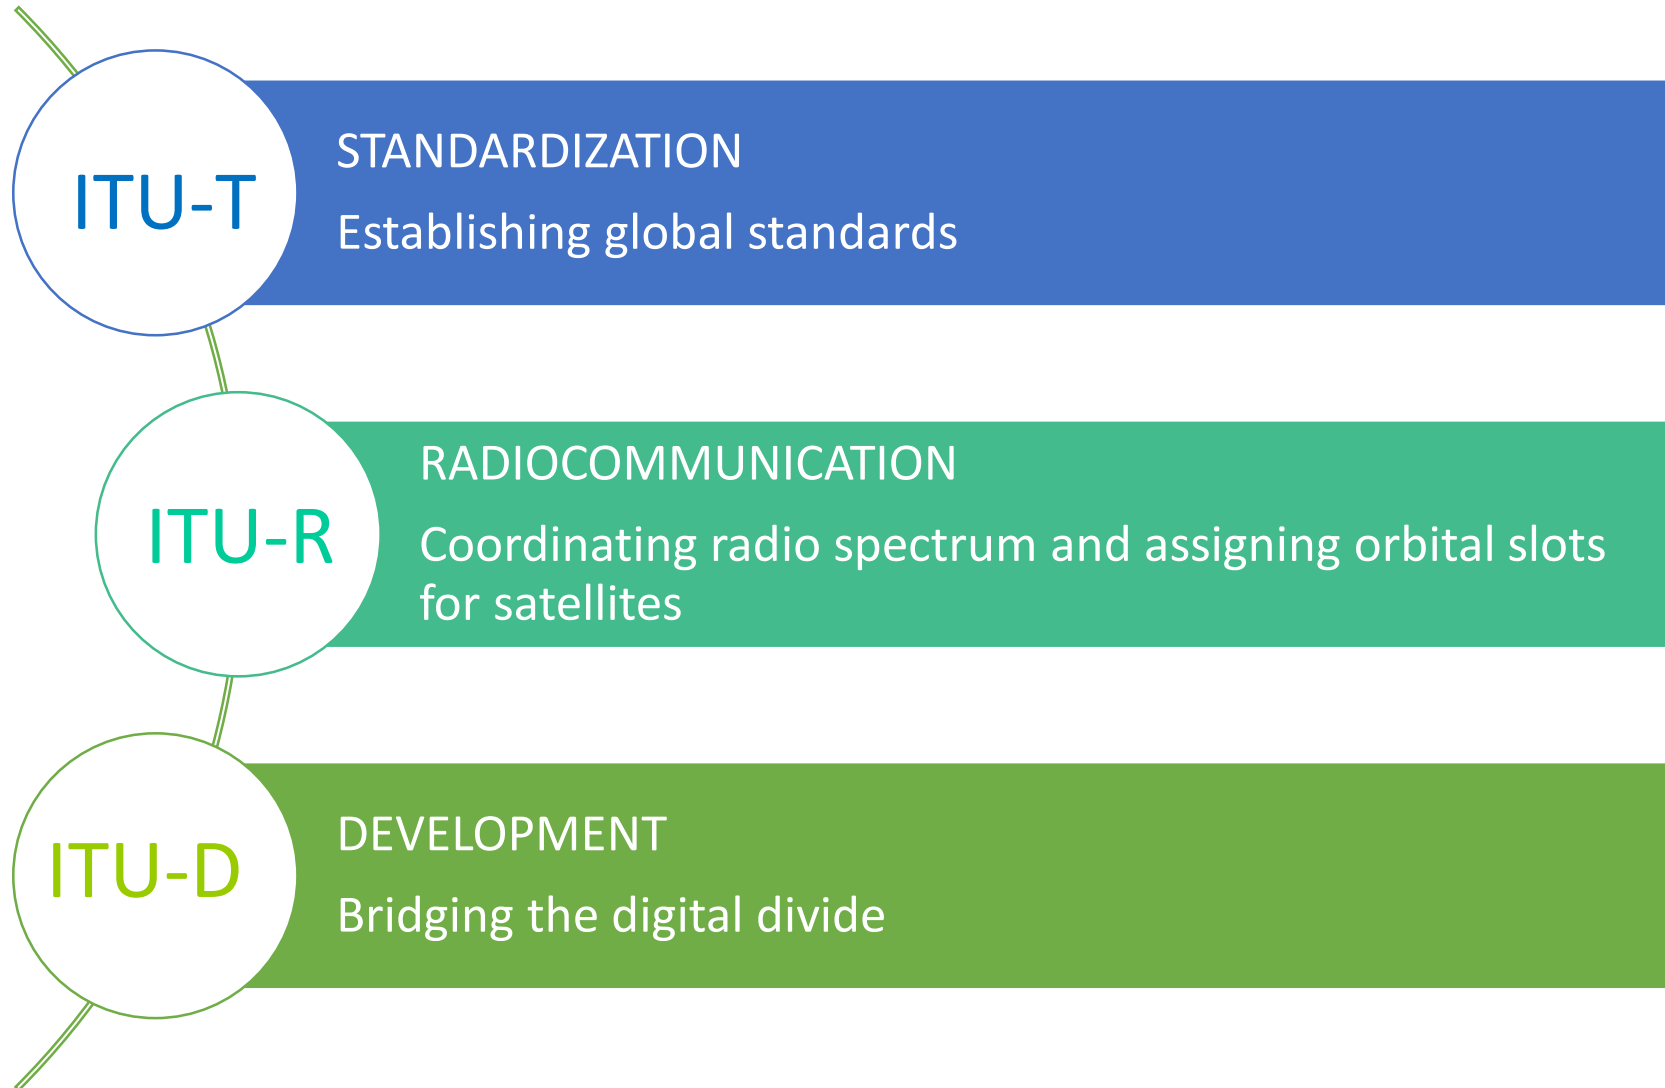 ITU-T
STANDARDIZATION
Establishing global standards
ITU-R
RADIOCOMMUNICATION
Coordinating radio spectrum and assigning orbital slots
for satellites
ITU-D
DEVELOPMENT
Bridging the digital divide